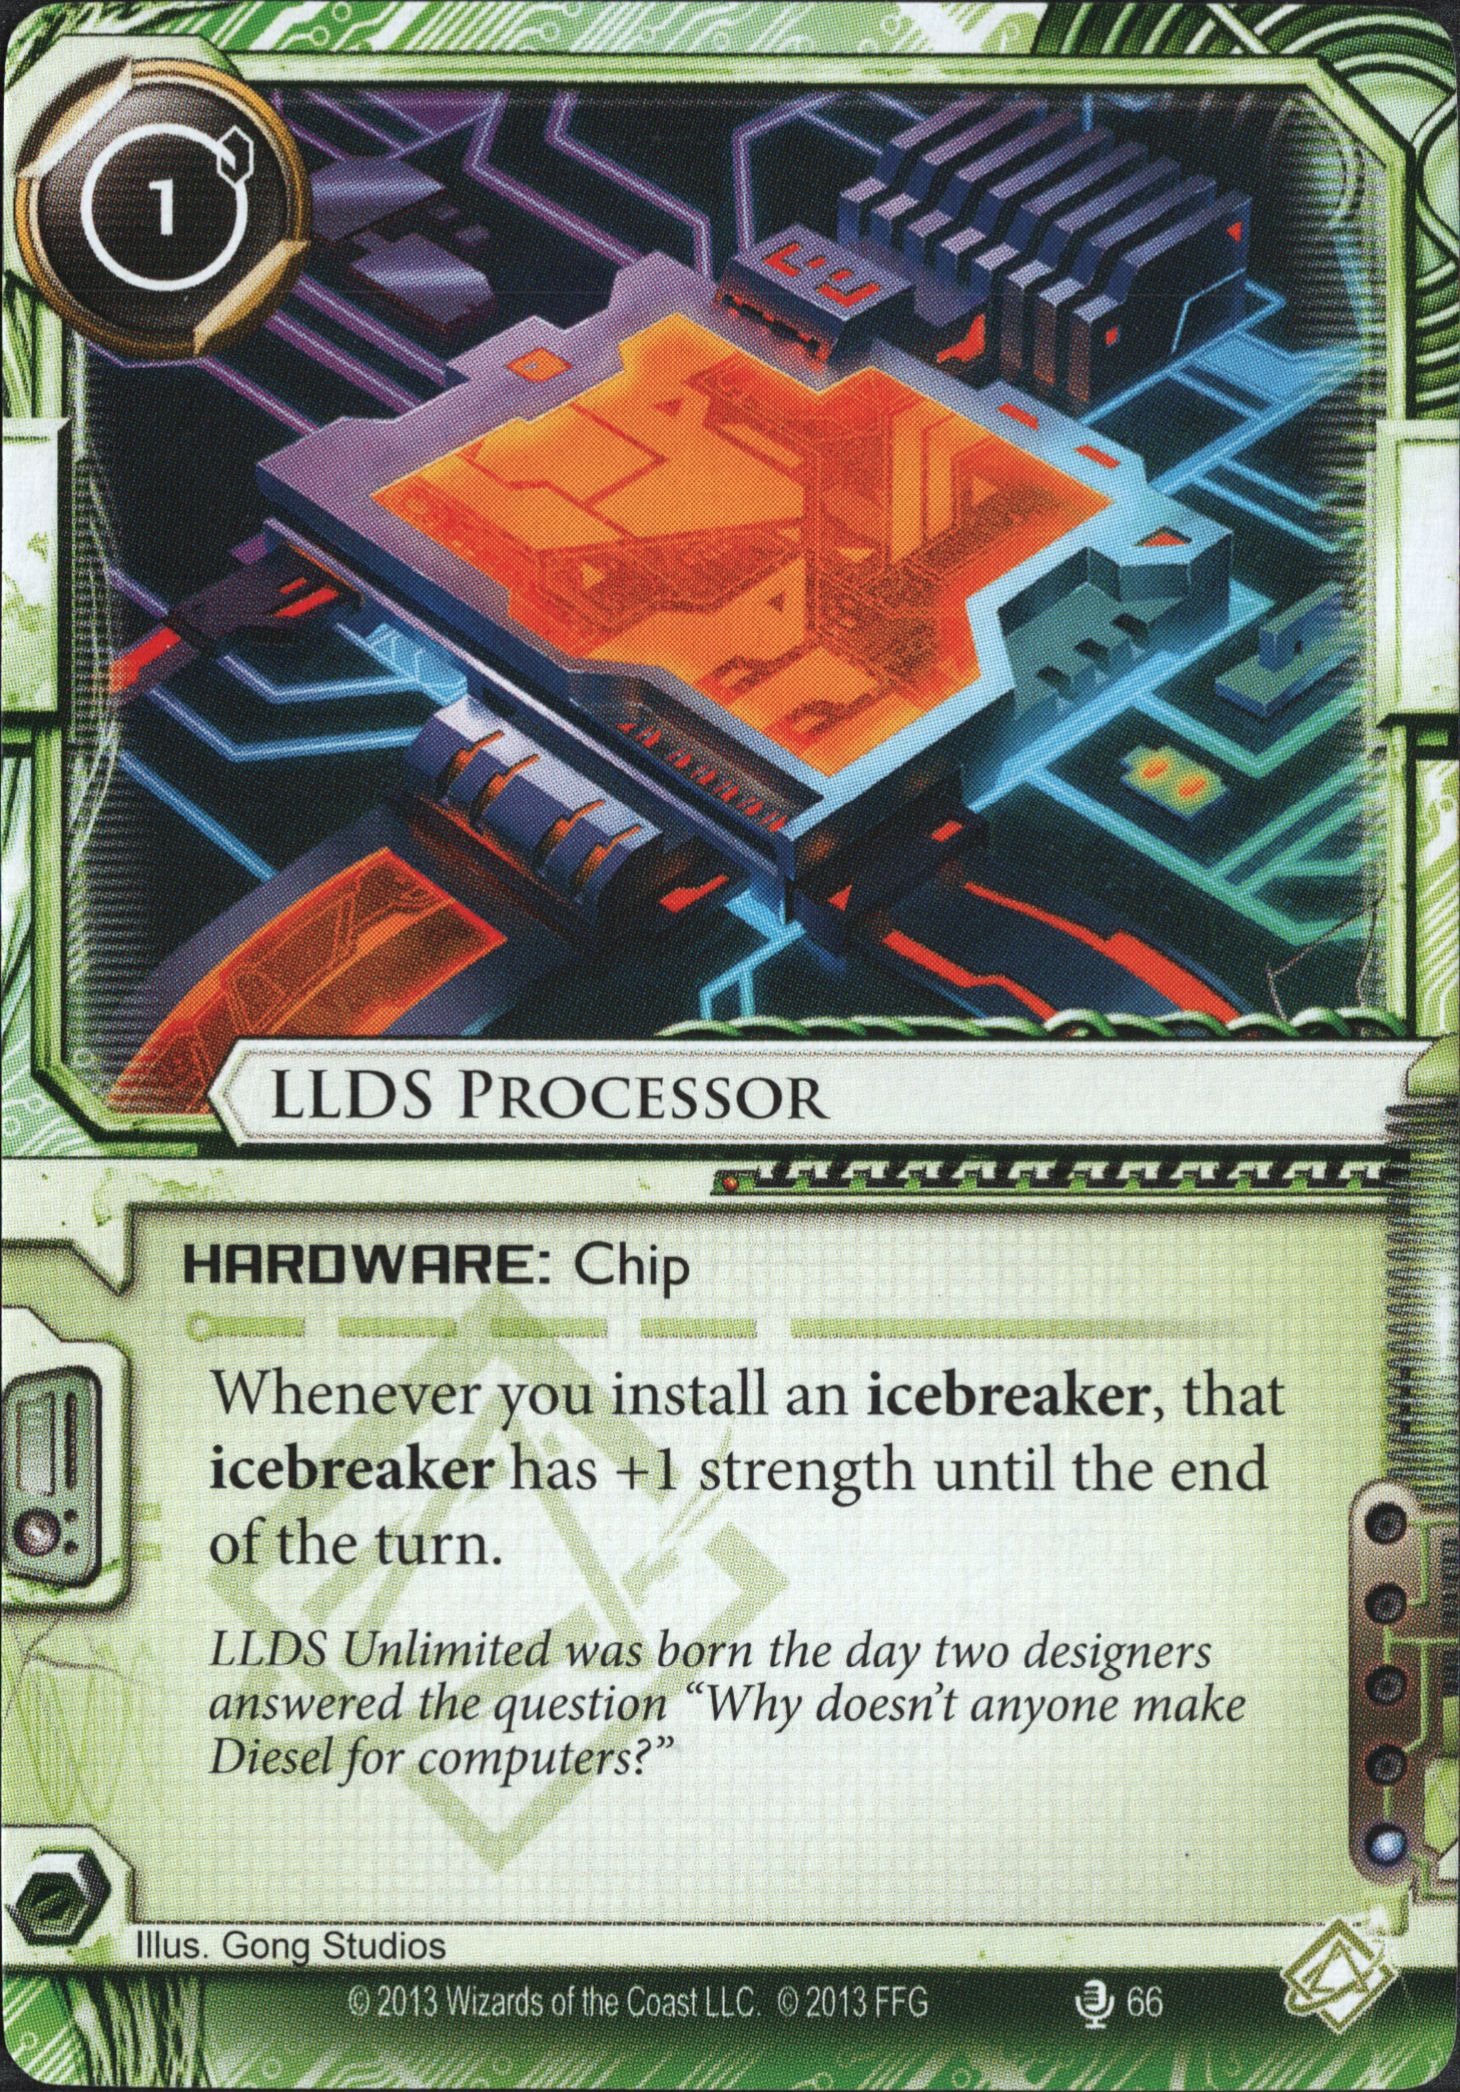 1
LLDS Processor
HARDWARE: Chip
Whenever you install an icebreaker, that
icebreaker has +1 strength until the end
of the turn.
LLDS Unlimited was born the day two designers
answered the question “Why doesn’t anyone make
Diesel for computers?”
Illus. Gong Studios
© 2013 Wizards of the Coast LLC. © 2013 FFG 66